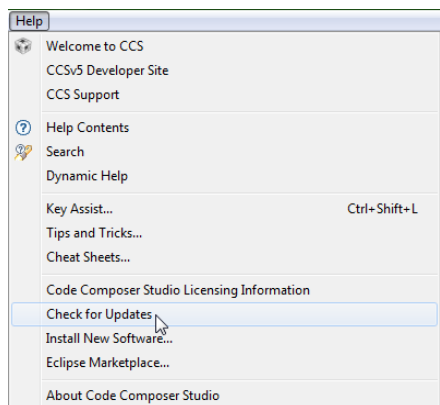 Help
Welcome to CCS
CCSv5 Developer Site
CCS Support
Help Contents
Search
Dynamic Help
Key Assist... Ctrl+Shift+L
Tips and Tricks...
Cheat Sheets...
Code Composer Studio Licensing Information
Check for Updates
Install New Software...
Eclipse Marketplace...
About Code Composer Studio